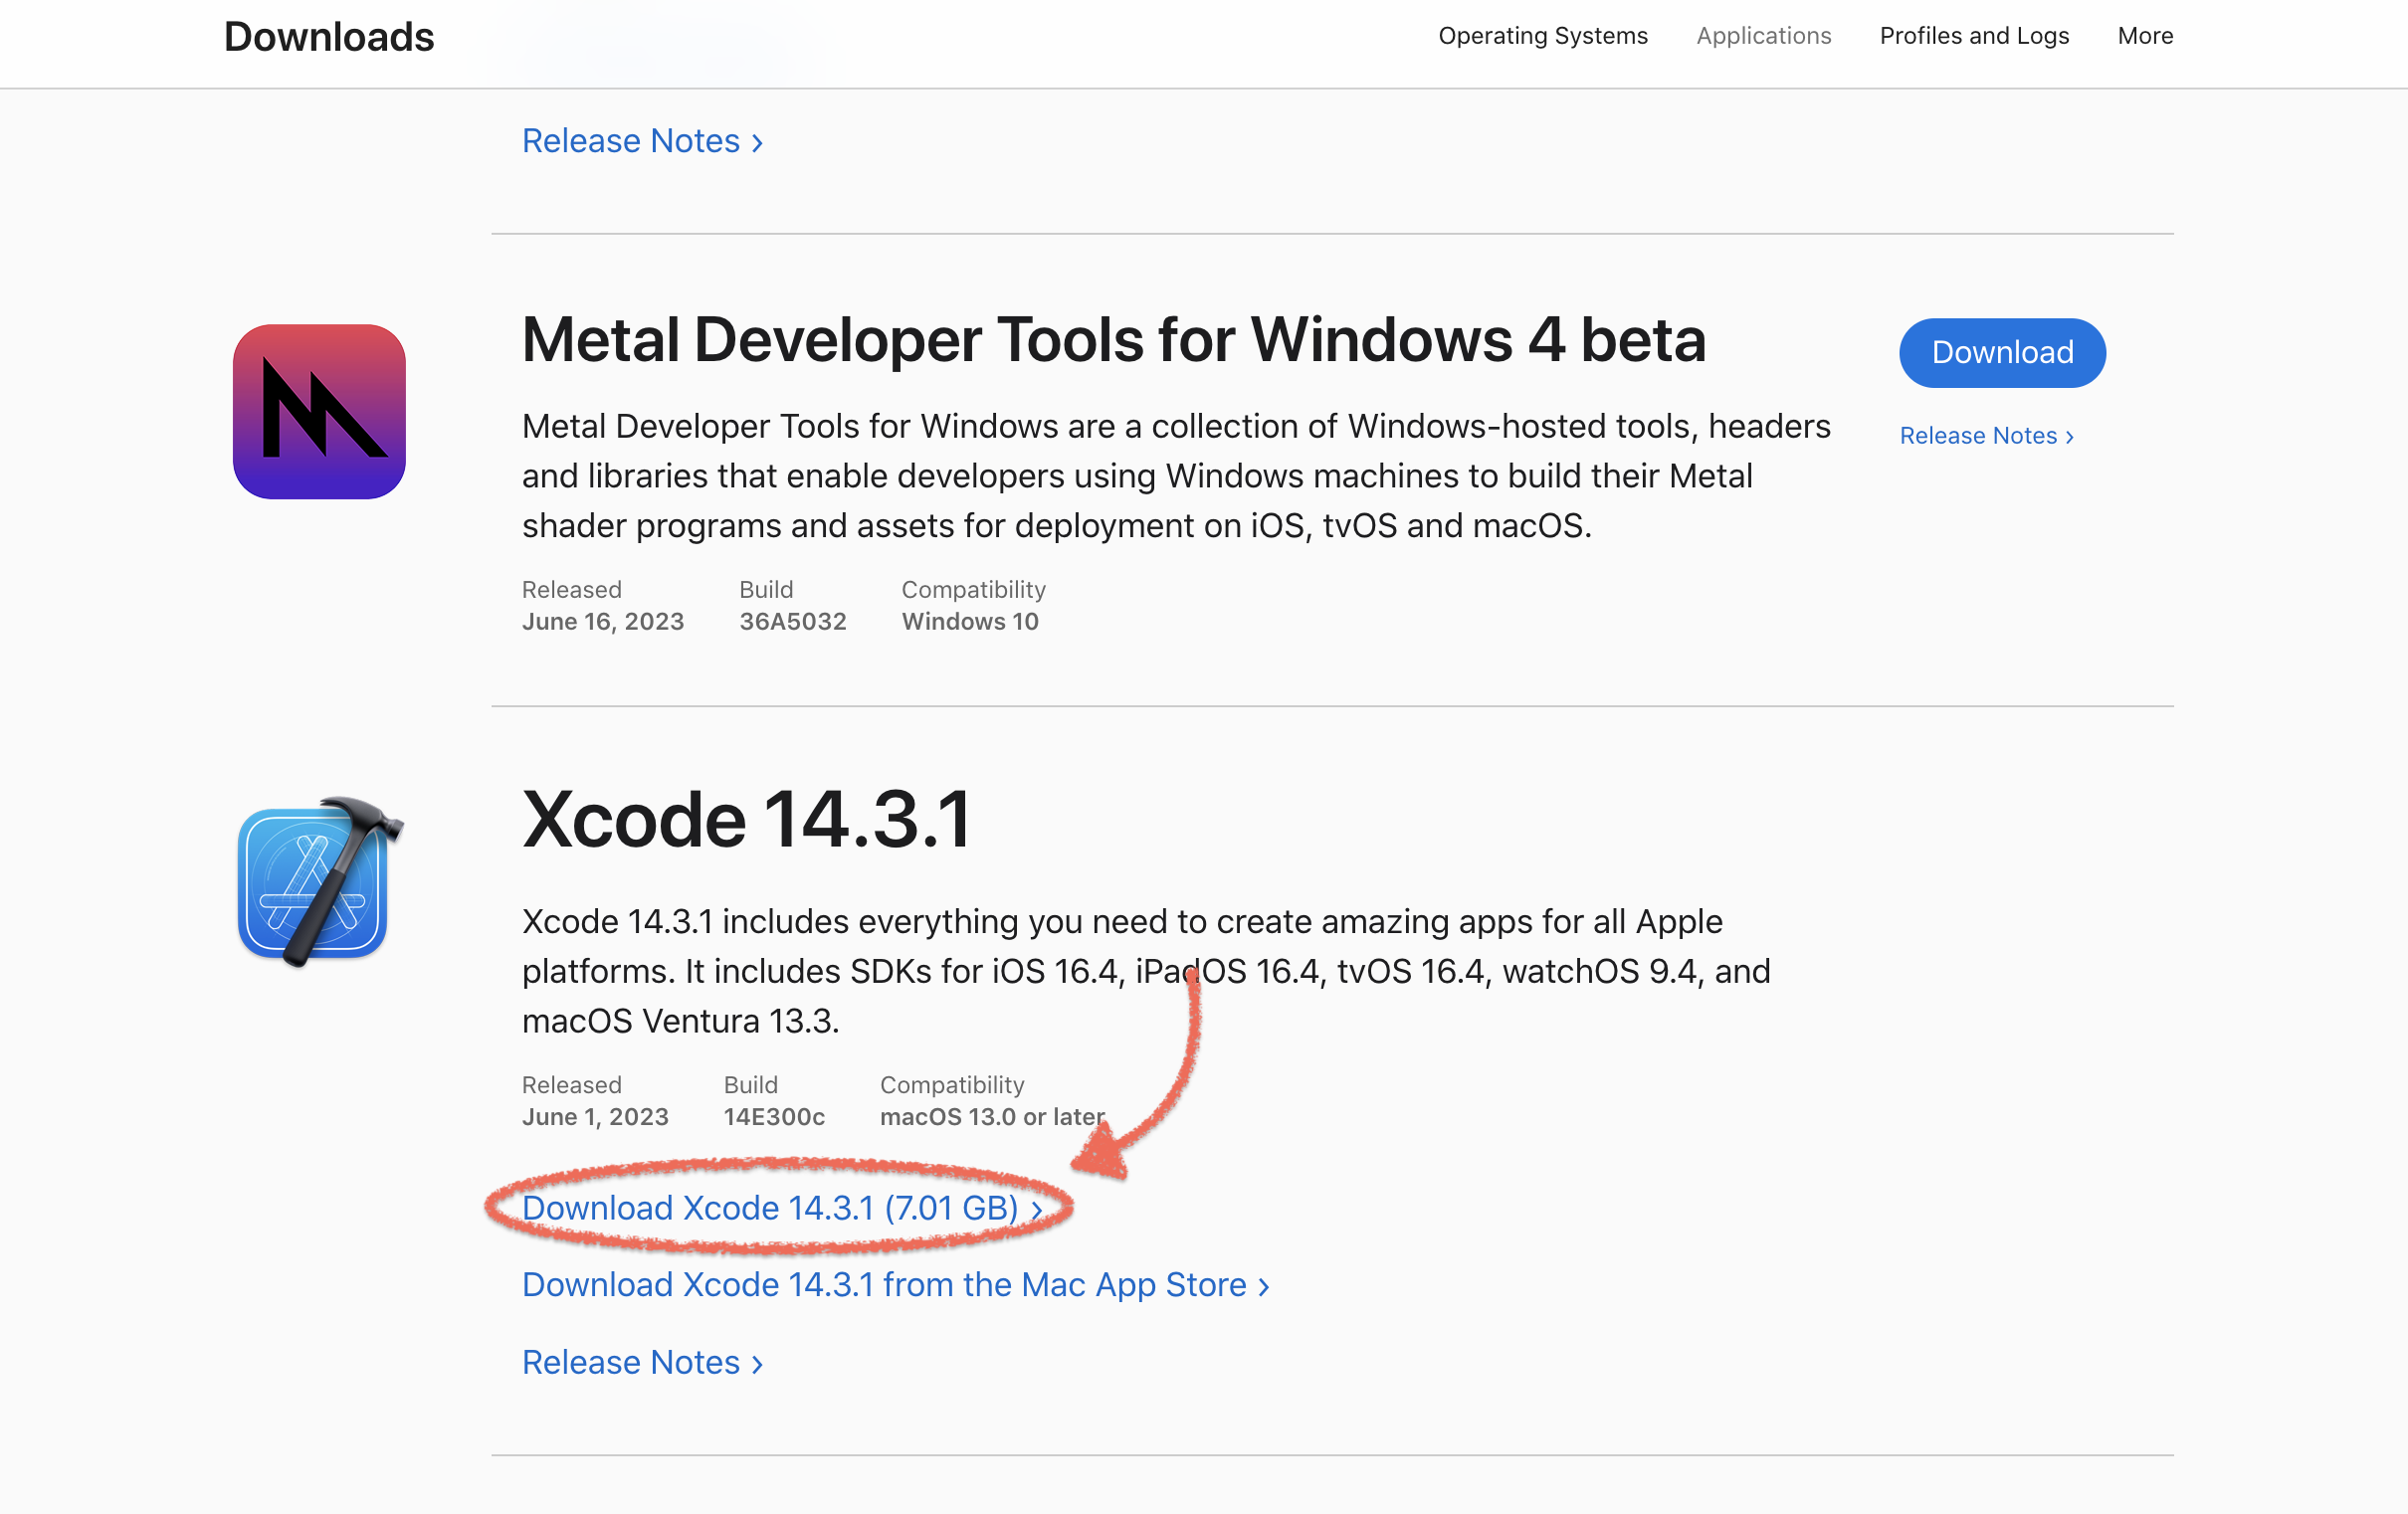 Downloads
Operating Systems
Applications
Profiles and Logs
More
Release Notes ›
Metal Developer Tools for Windows 4 beta
Download
Metal Developer Tools for Windows are a collection of Windows-hosted tools, headers
and libraries that enable developers using Windows machines to build their Metal
shader programs and assets for deployment on iOS, tvOS and macOS.
Release Notes ›
Released Build Compatibility
June 16, 2023 36A5032 Windows 10
Xcode 14.3.1
Xcode 14.3.1 includes everything you need to create amazing apps for all Apple
platforms. It includes SDKs for iOS 16.4, iPadOS 16.4, tvOS 16.4, watchOS 9.4, and
macOS Ventura 13.3.
Released Build Compatibility
June 1, 2023 14E300c macOS 13.0 or later
Download Xcode 14.3.1 (7.01 GB) ›
Download Xcode 14.3.1 from the Mac App Store ›
Release Notes ›